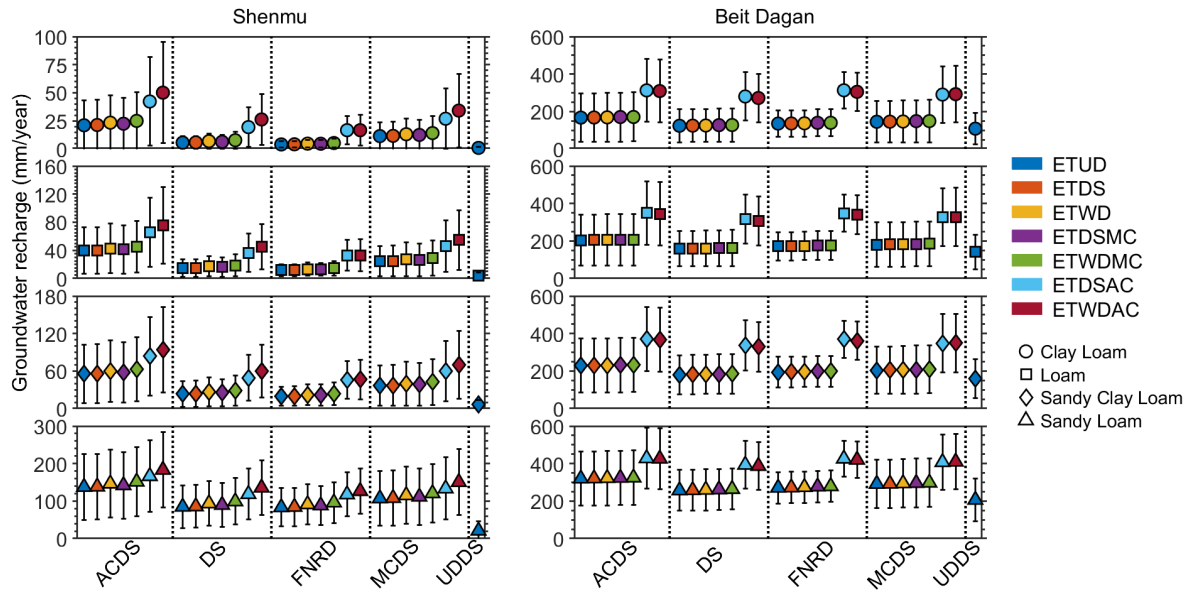 Shenmu
Beit Dagan
Groundwater recharge (mm/year)
100
75
50
25
0
160
120
80
40
0
180
120
60
0
300
200
100
0
600
400
200
0
600
400
200
0
600
400
200
0
600
400
200
0
ACDS
DS
FNRD
MCDS
UDDS
ACDS
DS
FNRD
MCDS
UDDS
ETUD
ETDS
ETWD
ETDSMC
ETWDMC
ETDSAC
ETWDAC
Clay Loam
Loam
Sandy Clay Loam
Sandy Loam